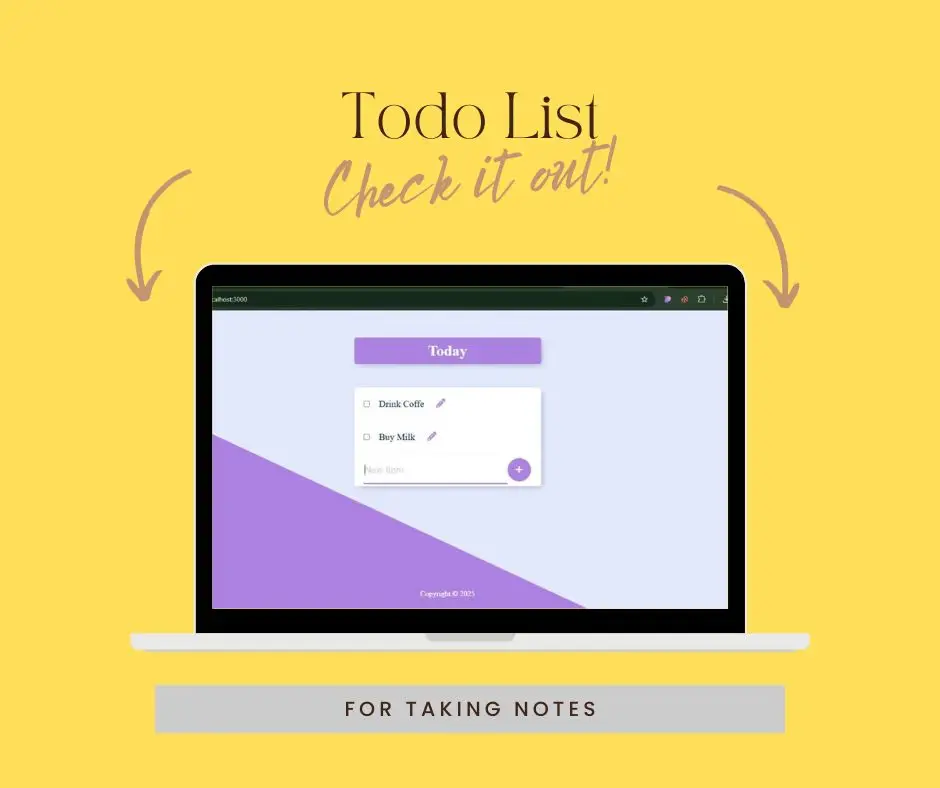 Todo List
Check it out!
calhost:3000
Today
Drink Coffe
Buy Milk
New Item
+
Copyright © 2025
FOR TAKING NOTES